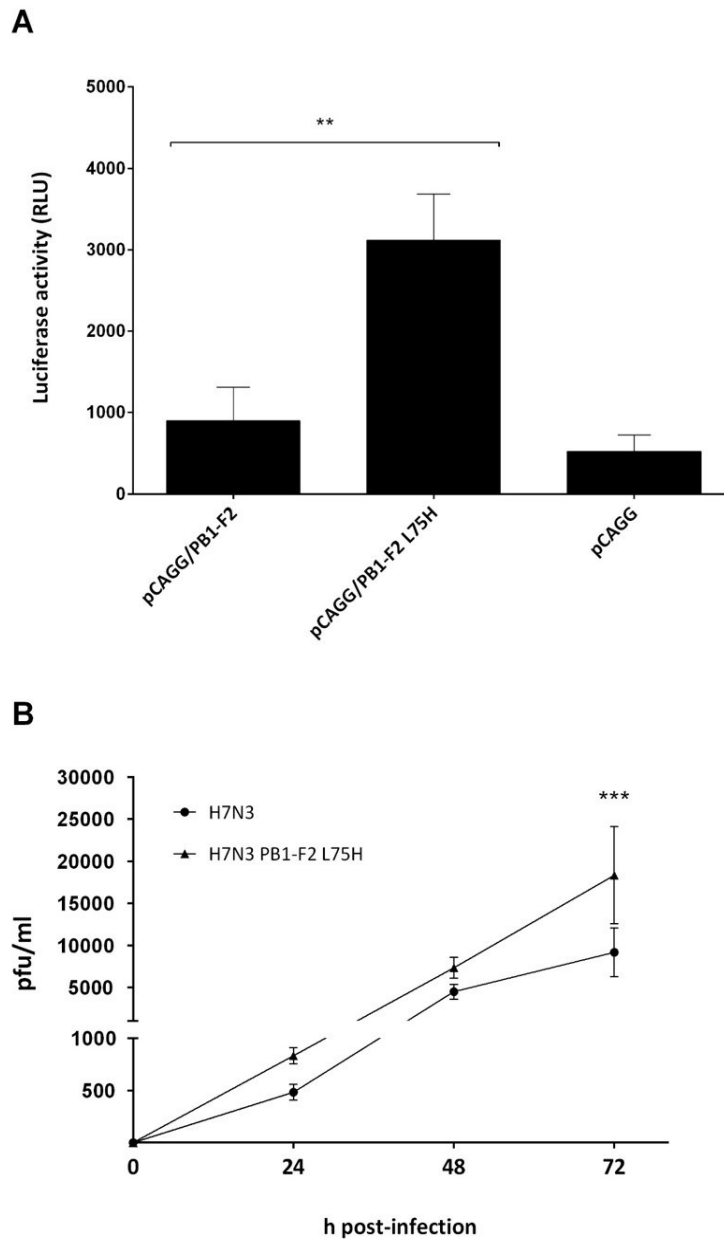 A
Luciferase activity (RLU)
5000
4000
3000
2000
1000
0
**
pCAGG/PB1-F2
pCAGG/PB1-F2 L75H
pCAGG
B
pfu/ml
30000
25000
20000
15000
10000
5000
1000
500
H7N3
H7N3 PB1-F2 L75H
***
0 24 48 72
h post-infection